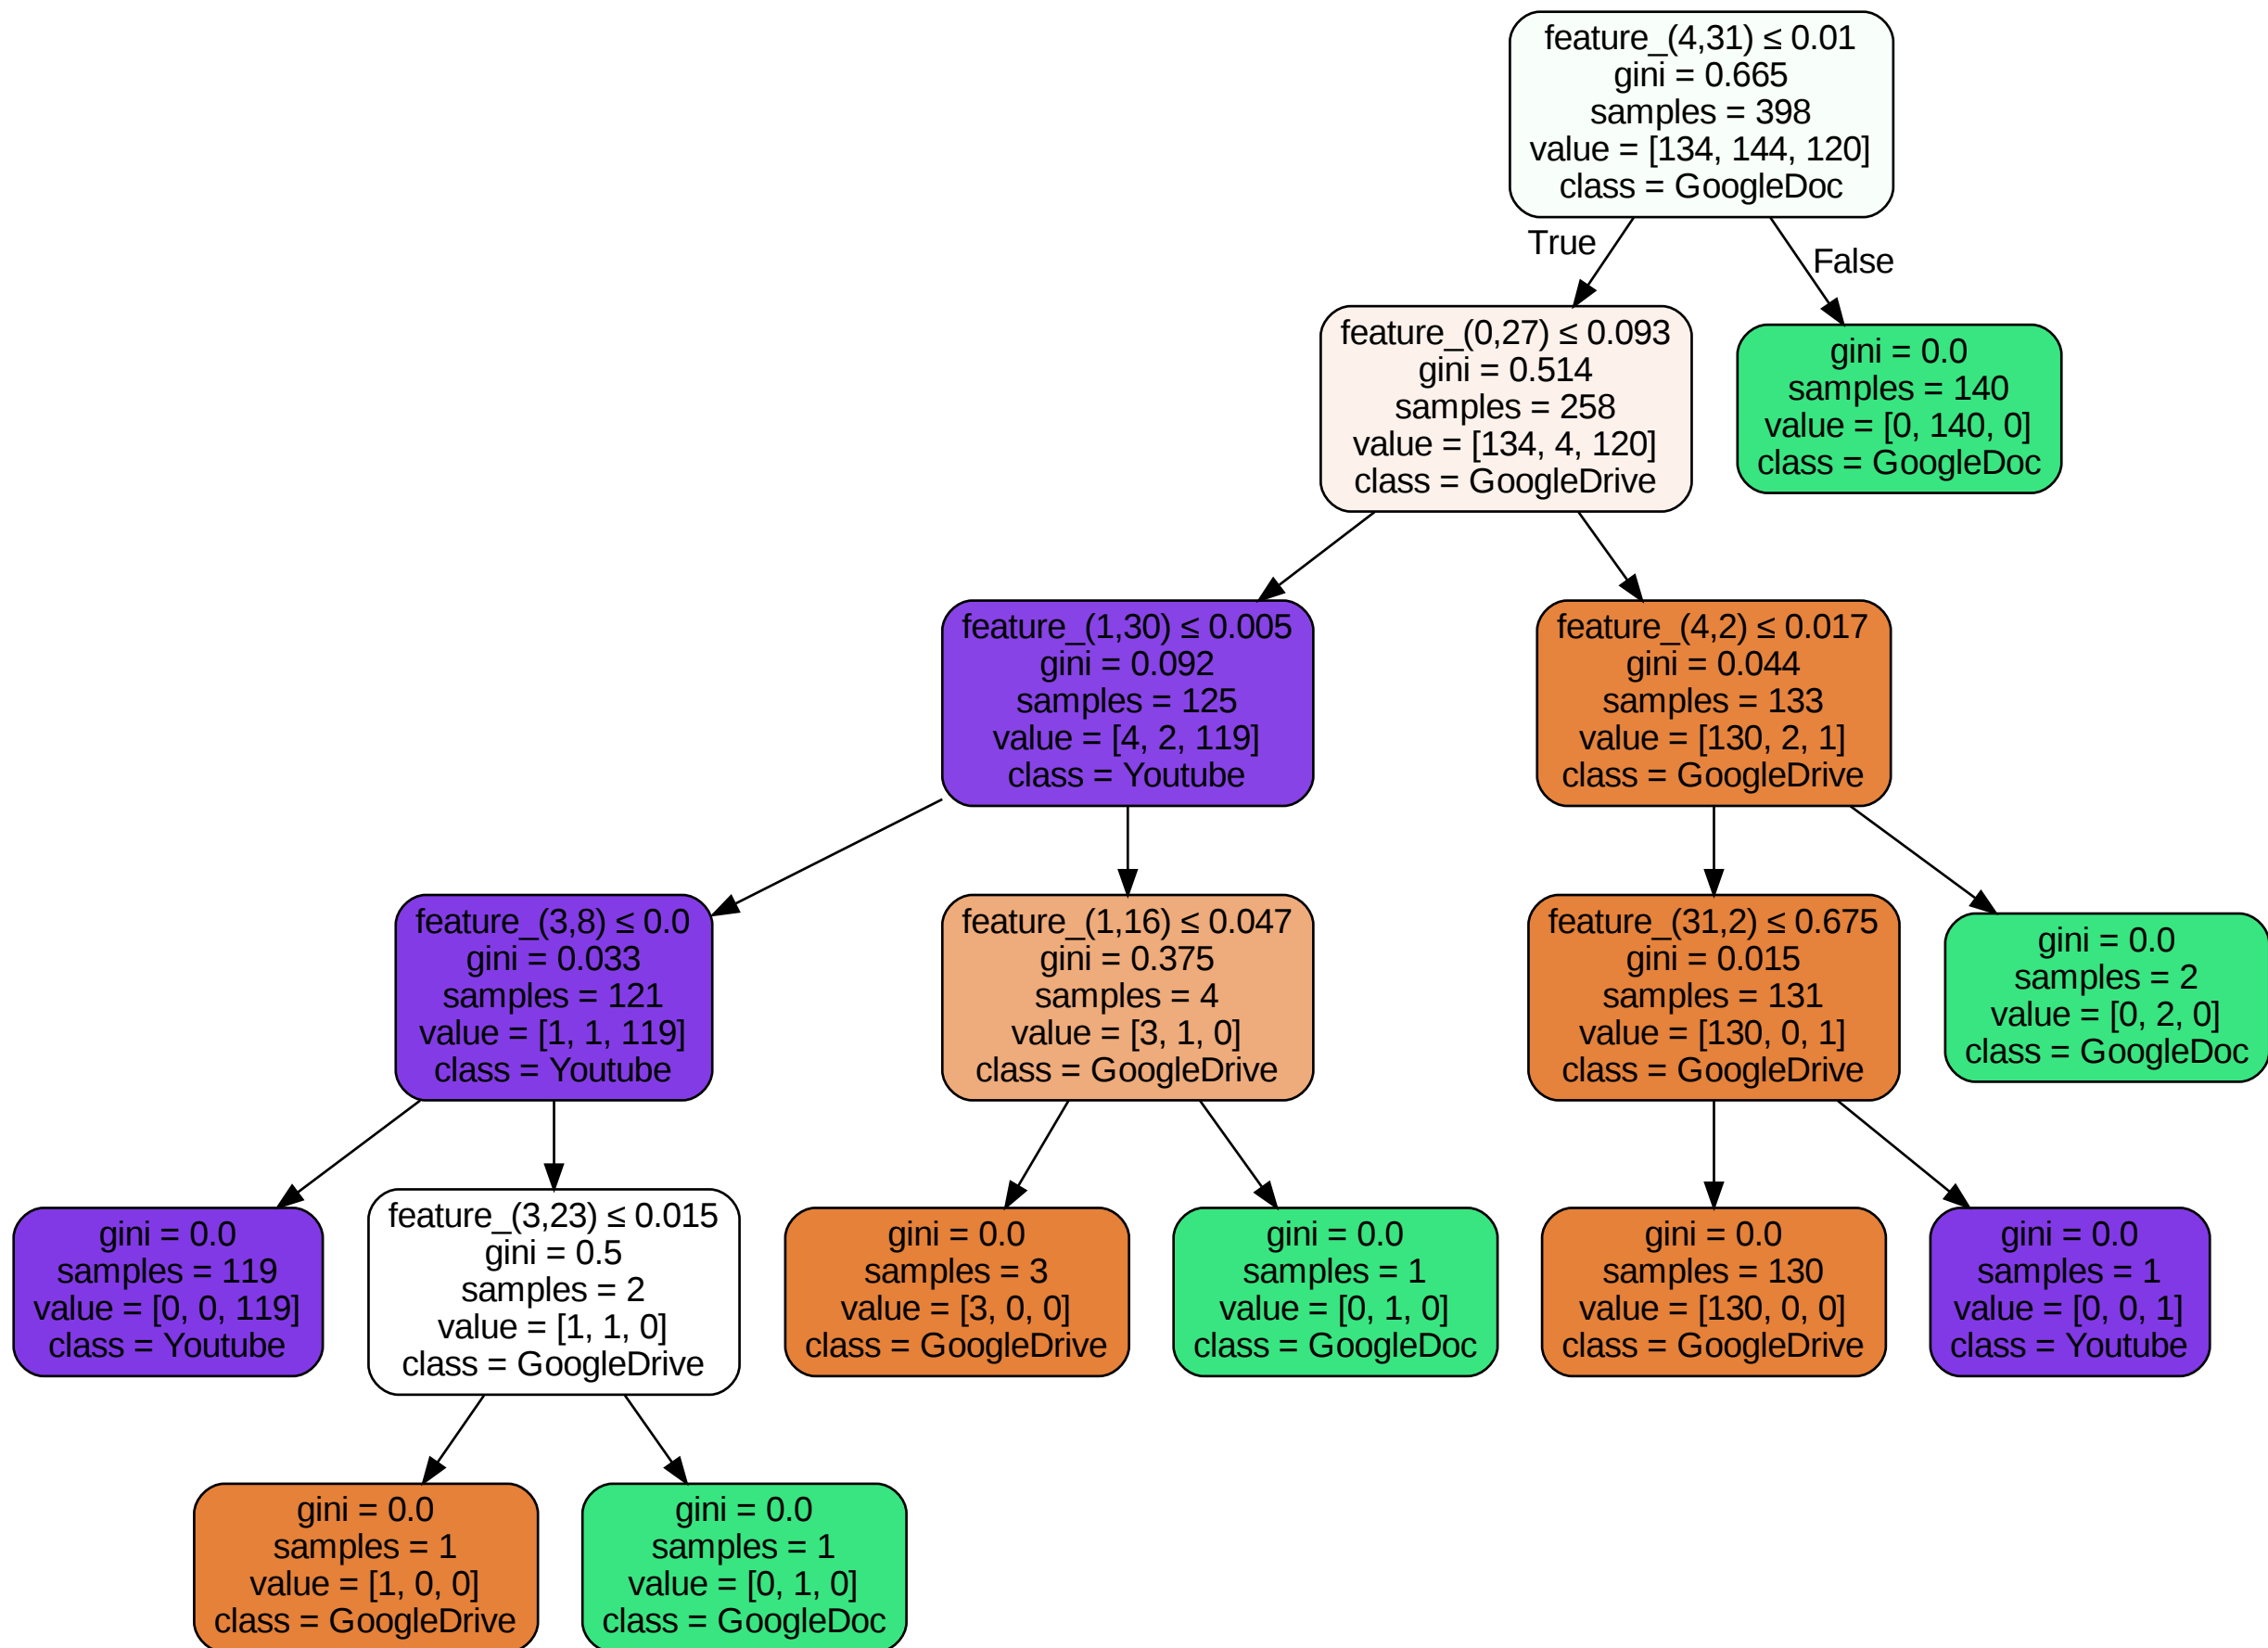 feature_(4,31) ≤ 0.01
gini = 0.665
samples = 398
value = [134, 144, 120]
class = GoogleDoc
True
False
feature_(0,27) ≤ 0.093
gini = 0.514
samples = 258
value = [134, 4, 120]
class = GoogleDrive
gini = 0.0
samples = 140
value = [0, 140, 0]
class = GoogleDoc
feature_(1,30) ≤ 0.005
gini = 0.092
samples = 125
value = [4, 2, 119]
class = Youtube
feature_(4,2) ≤ 0.017
gini = 0.044
samples = 133
value = [130, 2, 1]
class = GoogleDrive
feature_(3,8) ≤ 0.0
gini = 0.033
samples = 121
value = [1, 1, 119]
class = Youtube
feature_(1,16) ≤ 0.047
gini = 0.375
samples = 4
value = [3, 1, 0]
class = GoogleDrive
feature_(31,2) ≤ 0.675
gini = 0.015
samples = 131
value = [130, 0, 1]
class = GoogleDrive
gini = 0.0
samples = 2
value = [0, 2, 0]
class = GoogleDoc
gini = 0.0
samples = 119
value = [0, 0, 119]
class = Youtube
feature_(3,23) ≤ 0.015
gini = 0.5
samples = 2
value = [1, 1, 0]
class = GoogleDrive
gini = 0.0
samples = 3
value = [3, 0, 0]
class = GoogleDrive
gini = 0.0
samples = 1
value = [0, 1, 0]
class = GoogleDoc
gini = 0.0
samples = 130
value = [130, 0, 0]
class = GoogleDrive
gini = 0.0
samples = 1
value = [0, 0, 1]
class = Youtube
gini = 0.0
samples = 1
value = [1, 0, 0]
class = GoogleDrive
gini = 0.0
samples = 1
value = [0, 1, 0]
class = GoogleDoc